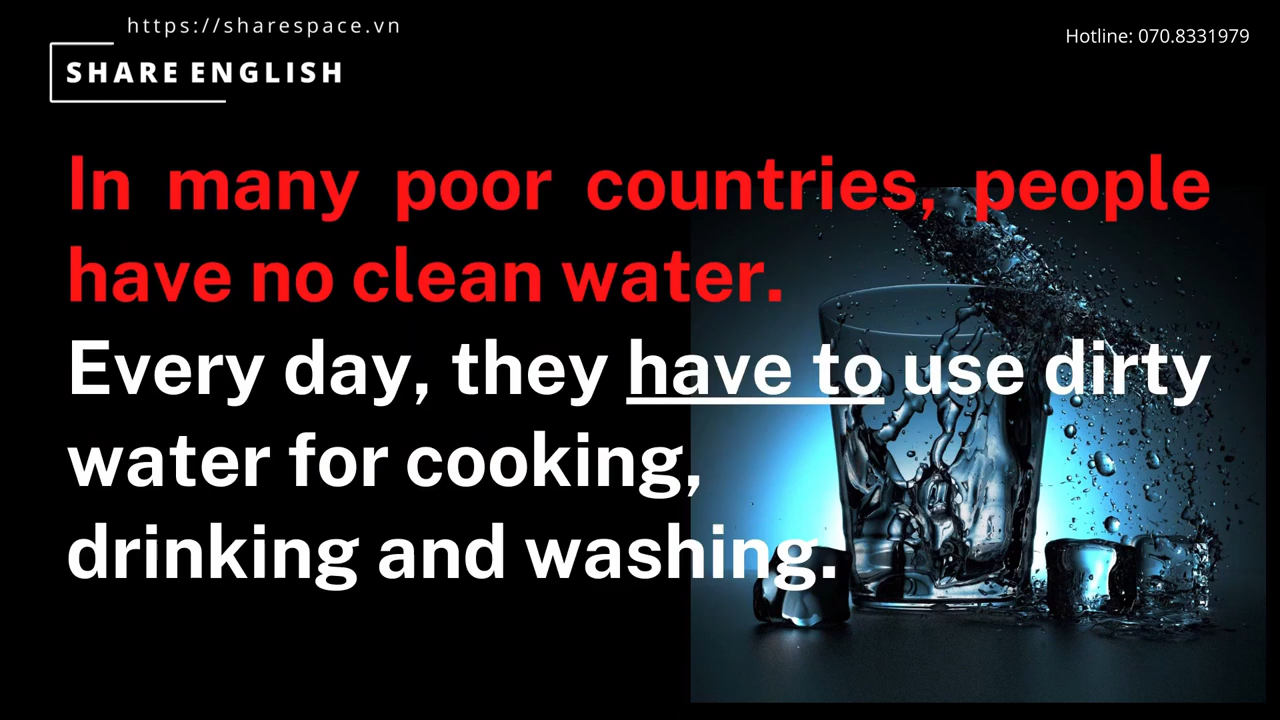 https://sharespace.vn
Hotline: 070.8331979
SHARE ENGLISH
In many poor countries, people
have no clean water.
Every day, they have to use dirty
water for cooking,
drinking and washing.